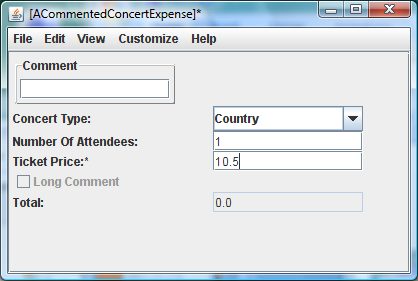 [ACommentedConcertExpense]*
File Edit View Customize Help
Comment
Concert Type: Country
Number Of Attendees: 1
Ticket Price:* 10.5
Long Comment
Total: 0.0